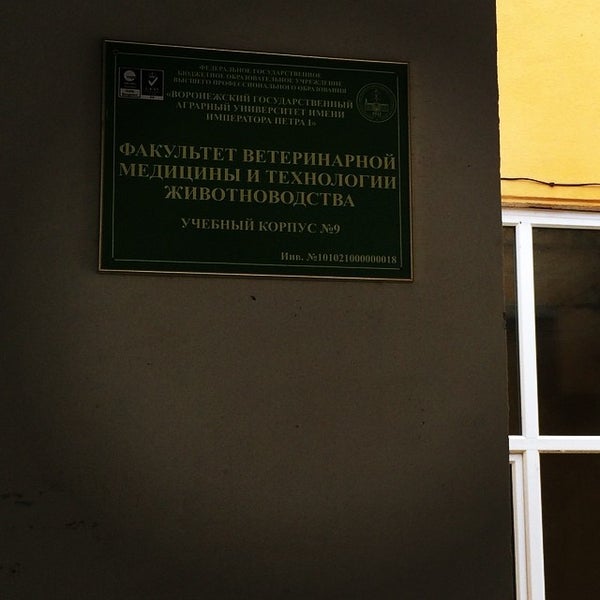 ФЕДЕРАЛЬНОЕ ГОСУДАРСТВЕННОЕ
БЮДЖЕТНОЕ ОБРАЗОВАТЕЛЬНОЕ УЧРЕЖДЕНИЕ
ВЫСШЕГО ПРОФЕССИОНАЛЬНОГО ОБРАЗОВАНИЯ
«ВОРОНЕЖСКИЙ ГОСУДАРСТВЕННЫЙ
АГРАРНЫЙ УНИВЕРСИТЕТ ИМЕНИ
ИМПЕРАТОРА ПЕТРА I»
ФАКУЛЬТЕТ ВЕТЕРИНАРНОЙ
МЕДИЦИНЫ И ТЕХНОЛОГИИ
ЖИВОТНОВОДСТВА
УЧЕБНЫЙ КОРПУС №9
Инв. №101021000000018